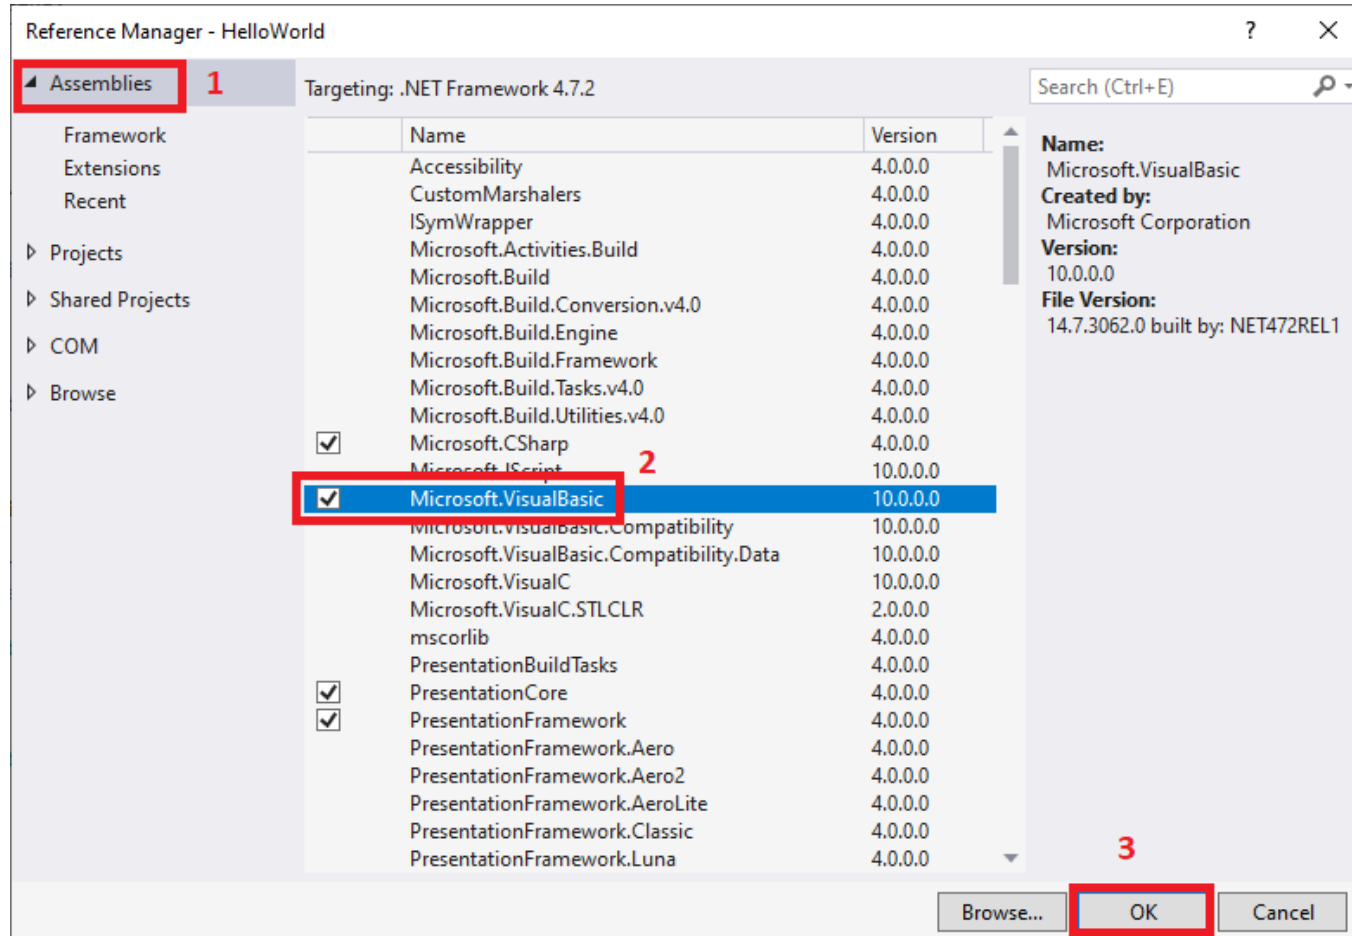 Reference Manager - HelloWorld
?
Assemblies
1
Framework
Extensions
Recent
Projects
Shared Projects
COM
Browse
Targeting: .NET Framework 4.7.2
Name Version
Accessibility 4.0.0.0
CustomMarshalers 4.0.0.0
ISymWrapper 4.0.0.0
Microsoft.Activities.Build 4.0.0.0
Microsoft.Build 4.0.0.0
Microsoft.Build.Conversion.v4.0 4.0.0.0
Microsoft.Build.Engine 4.0.0.0
Microsoft.Build.Framework 4.0.0.0
Microsoft.Build.Tasks.v4.0 4.0.0.0
Microsoft.Build.Utilities.v4.0 4.0.0.0
Microsoft.CSharp 4.0.0.0
2
Microsoft.JScript 10.0.0.0
Microsoft.VisualBasic 10.0.0.0
Microsoft.VisualBasic.Compatibility 10.0.0.0
Microsoft.VisualBasic.Compatibility.Data 10.0.0.0
Microsoft.VisualC 10.0.0.0
Microsoft.VisualC.STLCLR 2.0.0.0
mscorlib 4.0.0.0
PresentationBuildTasks 4.0.0.0
PresentationCore 4.0.0.0
PresentationFramework 4.0.0.0
PresentationFramework.Aero 4.0.0.0
PresentationFramework.Aero2 4.0.0.0
PresentationFramework.AeroLite 4.0.0.0
PresentationFramework.Classic 4.0.0.0
PresentationFramework.Luna 4.0.0.0
Search (Ctrl+E)
Name:
Microsoft.VisualBasic
Created by:
Microsoft Corporation
Version:
10.0.0.0
File Version:
14.7.3062.0 built by: NET472REL1
3
Browse... OK Cancel